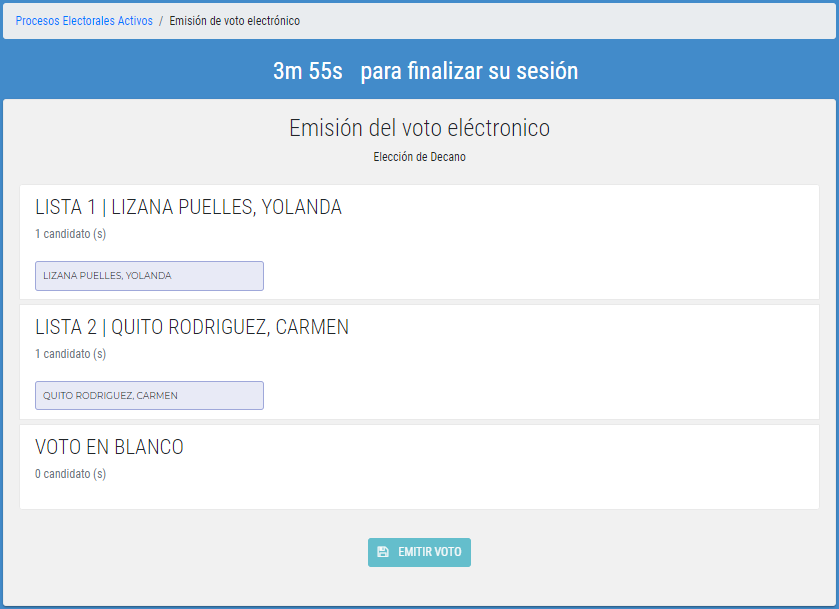 Procesos Electorales Activos / Emisión de voto electrónico
3m 55s para finalizar su sesión
Emisión del voto eléctronico
Elección de Decano
LISTA 1 | LIZANA PUELLES, YOLANDA
1 candidato (s)
LIZANA PUELLES, YOLANDA
LISTA 2 | QUITO RODRIGUEZ, CARMEN
1 candidato (s)
QUITO RODRIGUEZ, CARMEN
VOTO EN BLANCO
0 candidato (s)
EMITIR VOTO